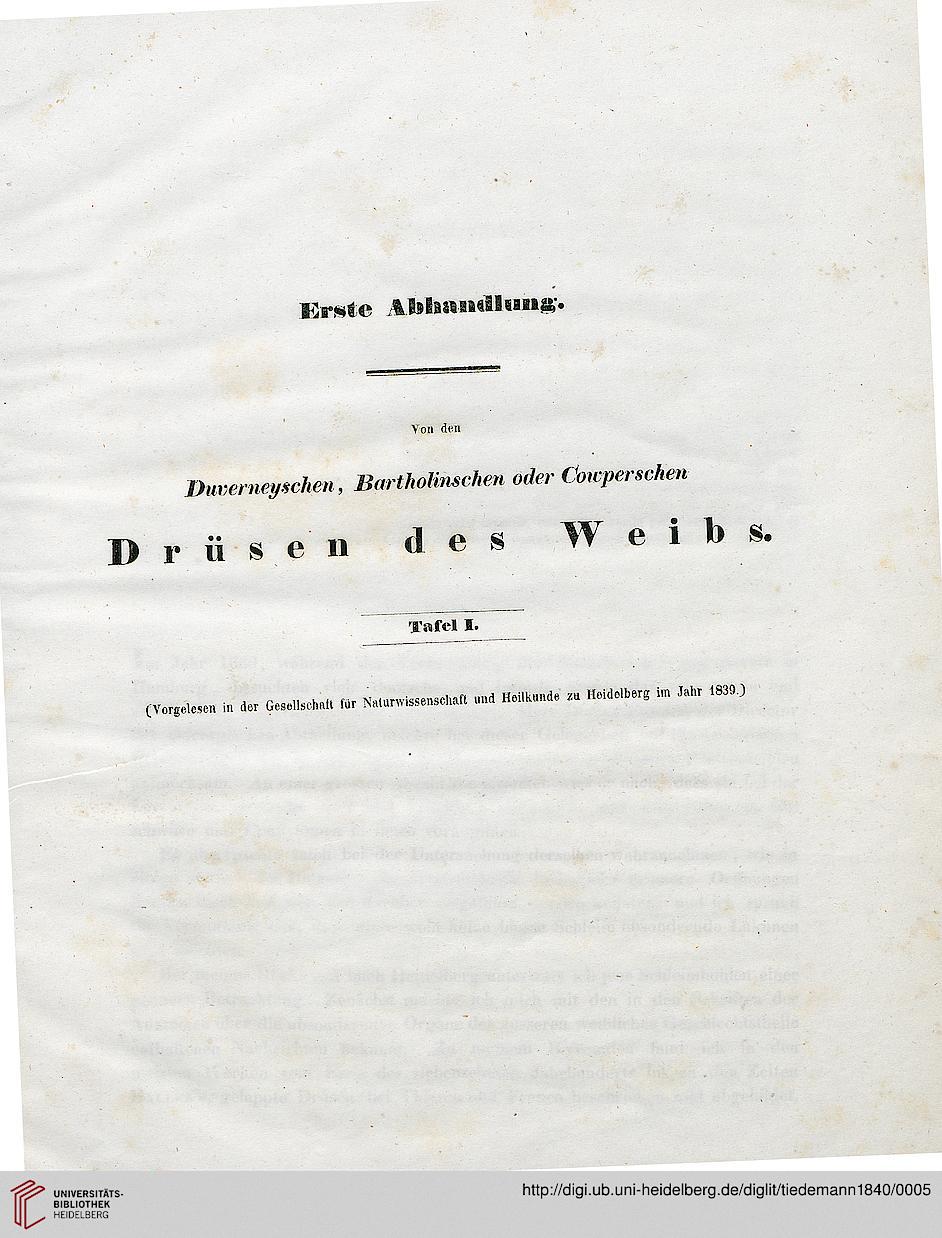 Erste Abhandlung.
Von den
Duverneyschen, Bartholinschen oder Cowperschen
Drüsen des Weibs.
Tafel I.
(Vorgelesen in der Gesellschaft für Naturwissenschaft und Heilkunde zu Heidelberg im Jahr 1839.)
UNIVERSITÄTS-
BIBLIOTHEK
HEIDELBERG
http://digi.ub.uni-heidelberg.de/diglit/tiedemann1840/0005